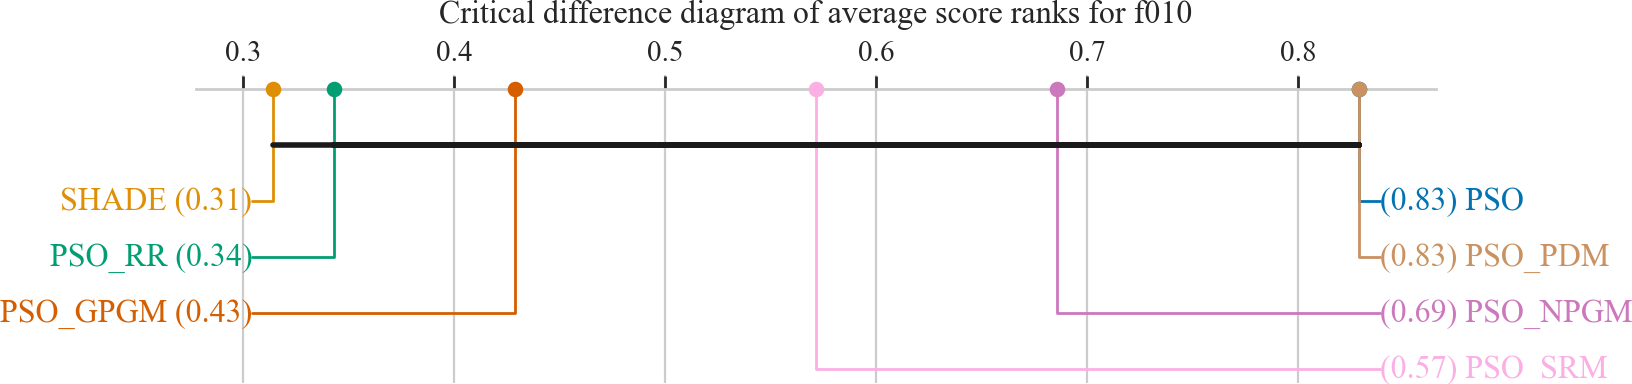 Critical difference diagram of average score ranks for f010
0.3 0.4 0.5 0.6 0.7 0.8
SHADE (0.31) (0.83) PSO
PSO_RR (0.34) (0.83) PSO_PDM
PSO_GPGM (0.43) (0.69) PSO_NPGM
(0.57) PSO_SRM